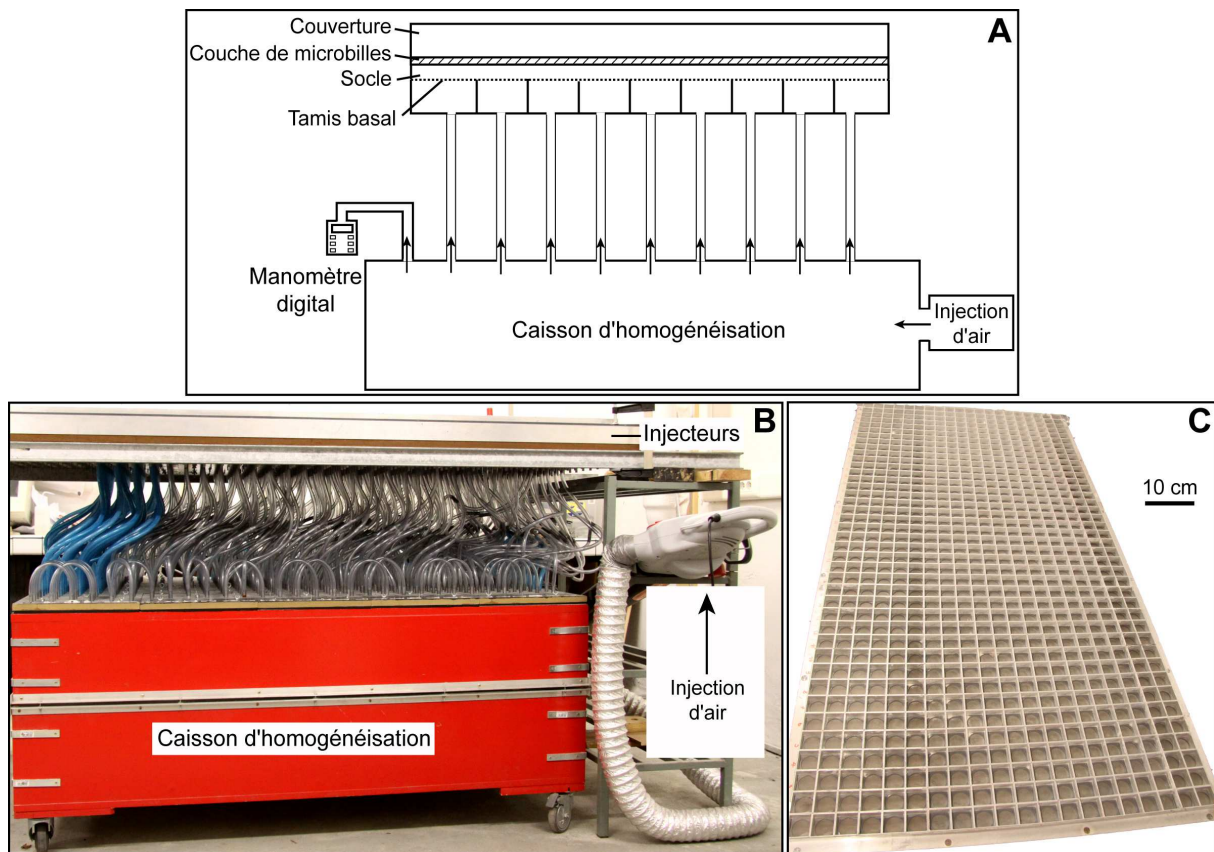 A
Couverture
Couche de microbilles
Socle
Tamis basal
Manomètre
digital
Caisson d'homogénéisation
Injection
d'air
B
Injecteurs
Injection
d'air
Caisson d'homogénéisation
C
10 cm